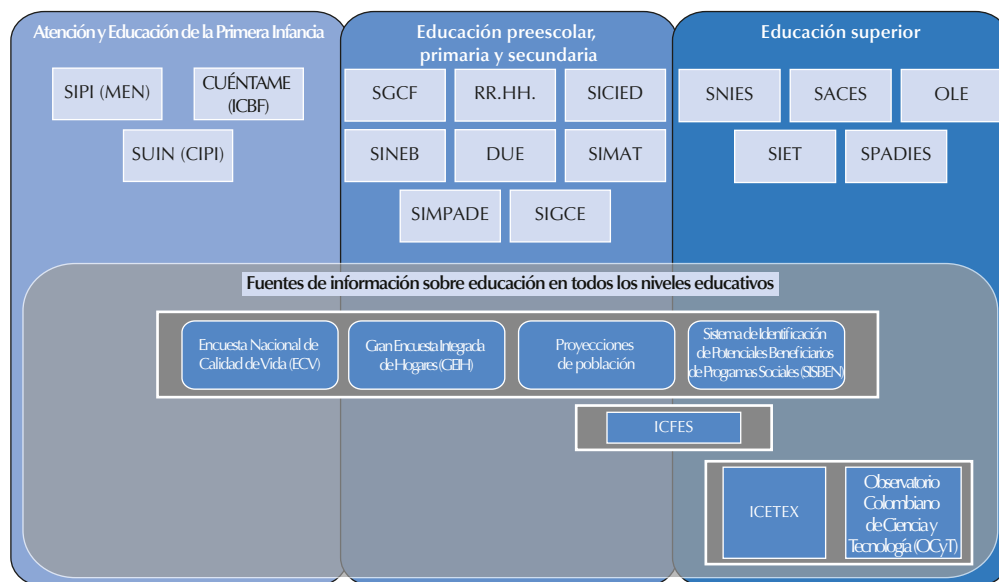 Atención y Educación de la Primera Infancia
SIPI (MEN)
CUÉNTAME
(ICBF)
SUIN (CIPI)
Educación preescolar,
primaria y secundaria
SGCF
RR.HH.
SICIED
SINEB
DUE
SIMAT
SIMPADE
SIGCE
Educación superior
SNIES
SACES
OLE
SIET
SPADIES
Fuentes de información sobre educación en todos los niveles educativos
Encuesta Nacional de
Calidad de Vida (ECV)
Gran Encuesta Integrada
de Hogares (GEIH)
Proyecciones
de población
Sistema de Identificación
de Potenciales Beneficiarios
de Programas Sociales (SISBEN)
ICFES
ICETEX
Observatorio
Colombiano
de Ciencia y
Tecnología (OCyT)